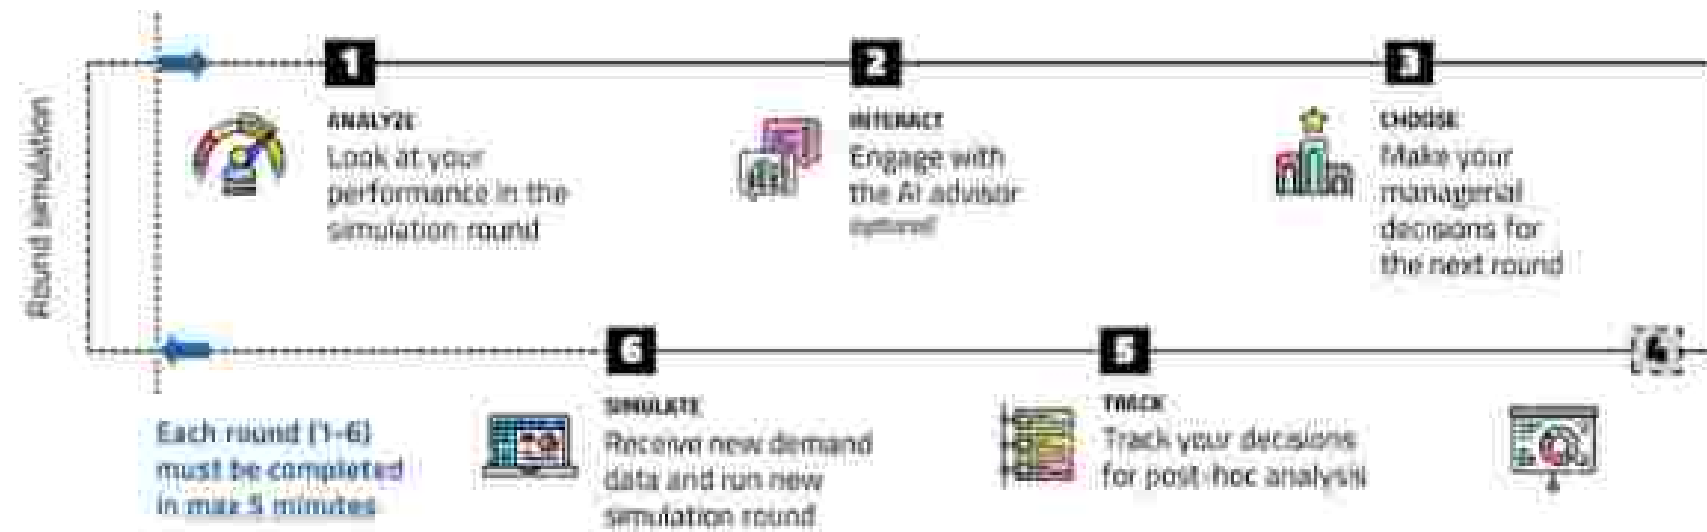 Round simulation
1
2
3
ANALYZE
Look at your
performance in the
simulation round
INTERACT
Engage with
the AI advisor
CHOOSE
Make your
managerial
decisions for
the next round
6
5
4
SIMULATE
Receive new demand
data and run new
simulation round
TRACK
Track your decisions
for post-hoc analysis
Each round (1-6)
must be completed
in max 5 minutes